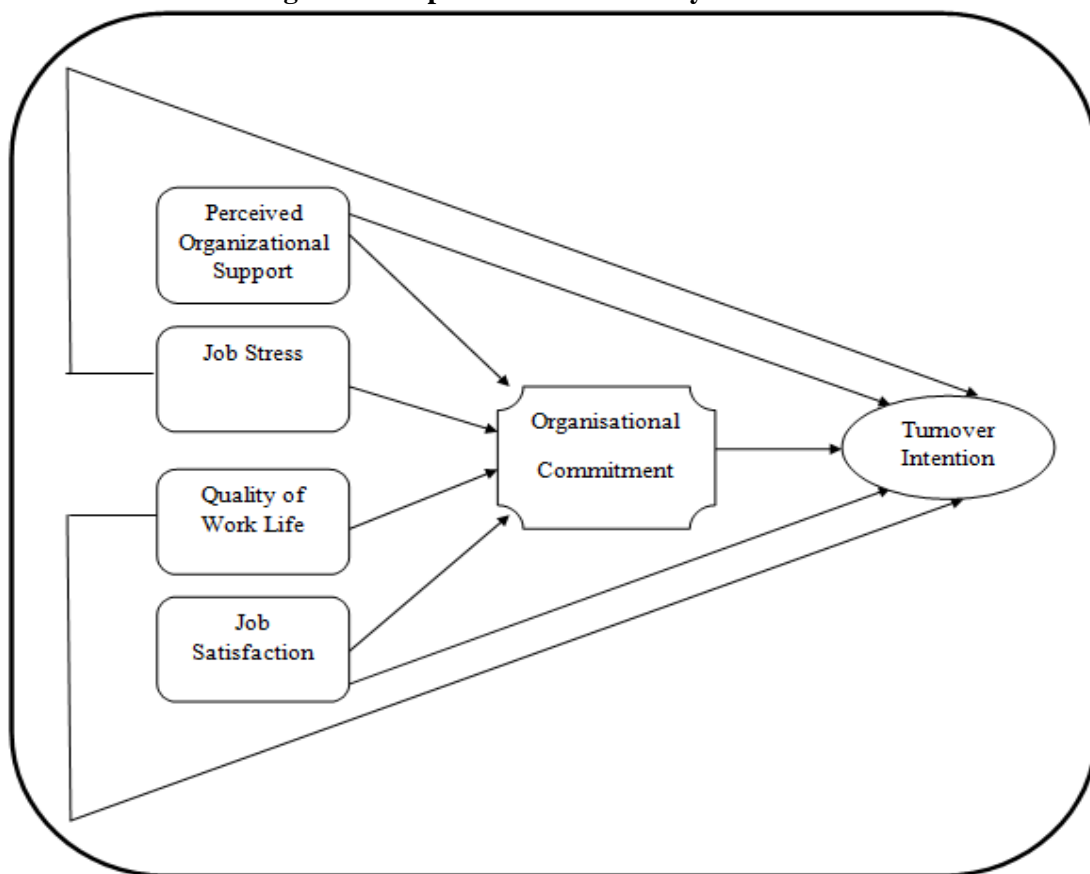 Perceived
Organizational
Support
Job Stress
Organisational
Commitment
Turnover
Intention
Quality of
Work Life
Job
Satisfaction